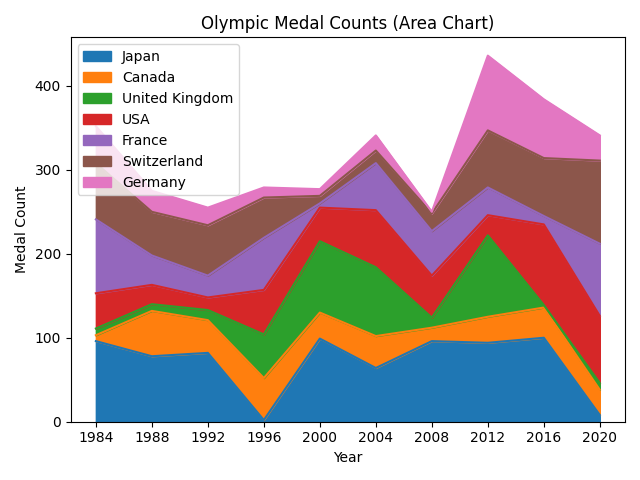 Olympic Medal Counts (Area Chart)
Japan
Canada
United Kingdom
USA
France
Switzerland
Germany
400
300
200
100
0
Medal Count
1984 1988 1992 1996 2000 2004 2008 2012 2016 2020
Year